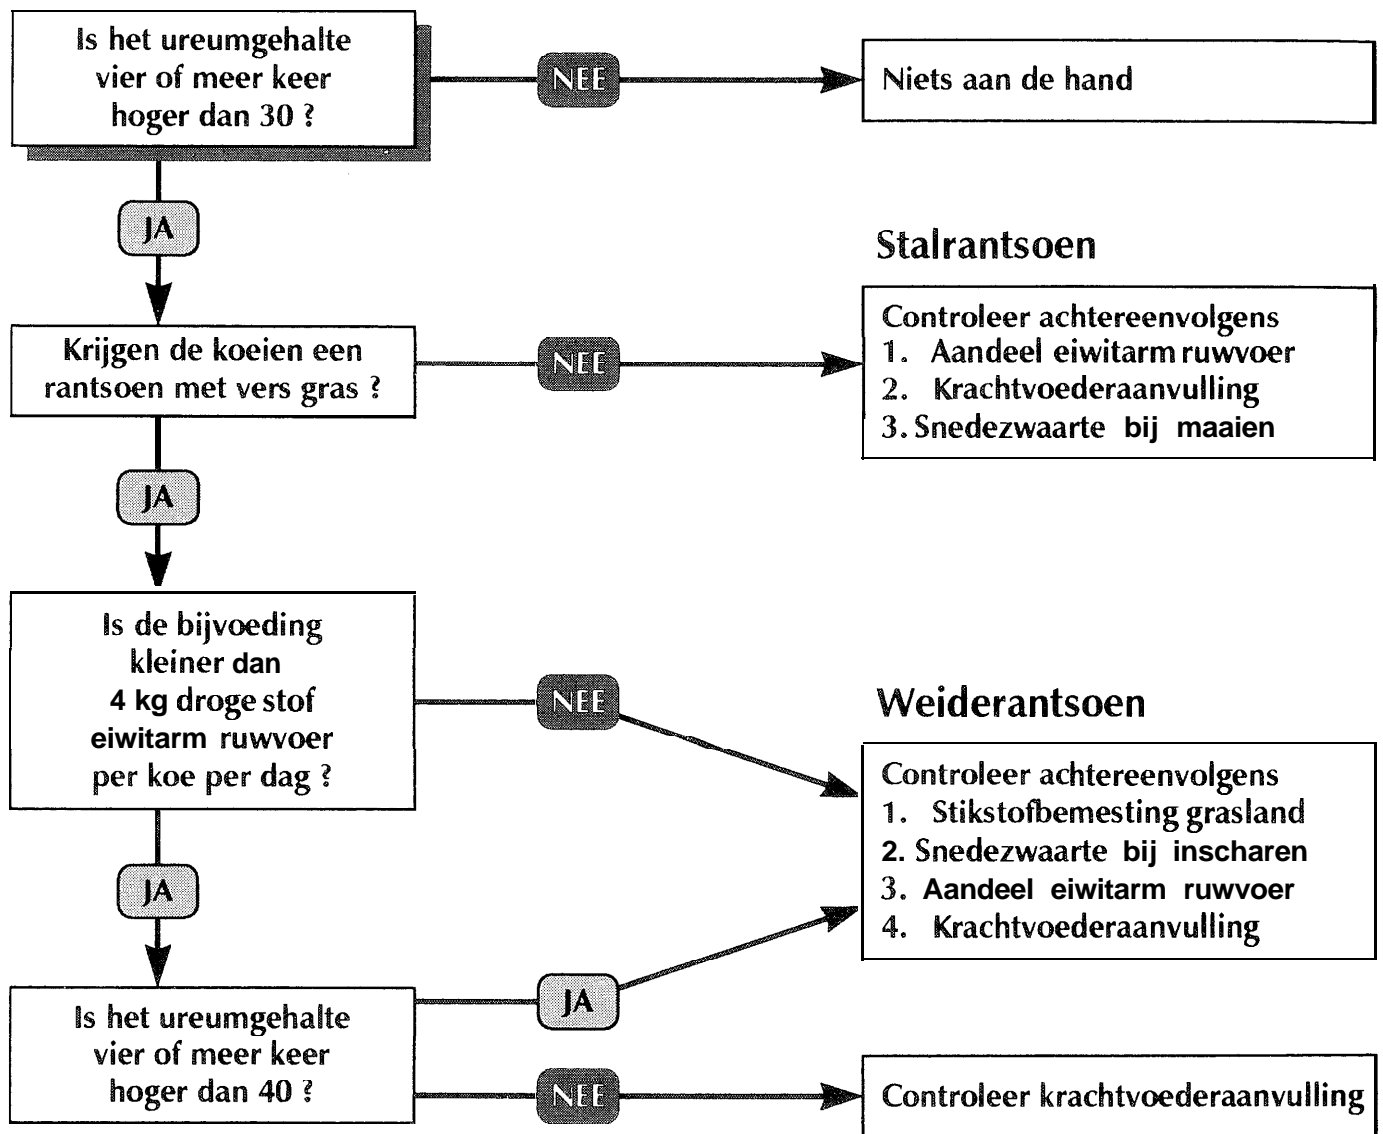 Is het ureumgehalte
vier of meer keer
hoger dan 30 ?
NEE
Niets aan de hand
JA
Stalrantsoen
Krijgen de koeien een
rantsoen met vers gras ?
NEE
Controleer achtereenvolgens
1. Aandeel eiwitarm ruwvoer
2. Krachtvoederaanvulling
3. Snedezwaarte bij maaien
JA
Is de bijvoeding
kleiner dan
4 kg droge stof
eiwitarm ruwvoer
per koe per dag ?
NEE
Weiderantsoen
Controleer achtereenvolgens
1. Stikstofbemesting grasland
2. Snedezwaarte bij inscharen
3. Aandeel eiwitarm ruwvoer
4. Krachtvoederaanvulling
JA
Is het ureumgehalte
vier of meer keer
hoger dan 40 ?
JA
NEE
Controleer krachtvoederaanvulling